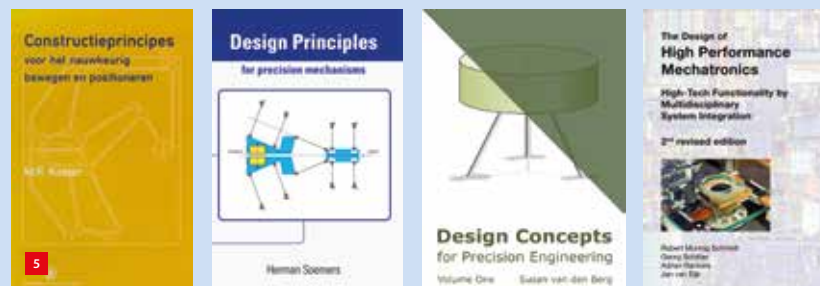 Constructieprincipes
voor het nauwkeurig
bewegen en positioneren
M.P. Koster
5
Design Principles
for precision mechanisms
Herman Soemers
Design Concepts
for Precision Engineering
Volume One Susan van den Berg
The Design of
High Performance
Mechatronics
High-Tech Functionality by
Multidisciplinary
System Integration
2nd revised edition
Robert Munnig Schmidt
Georg Schitter
Adrian Rankers
Jan van Eijk